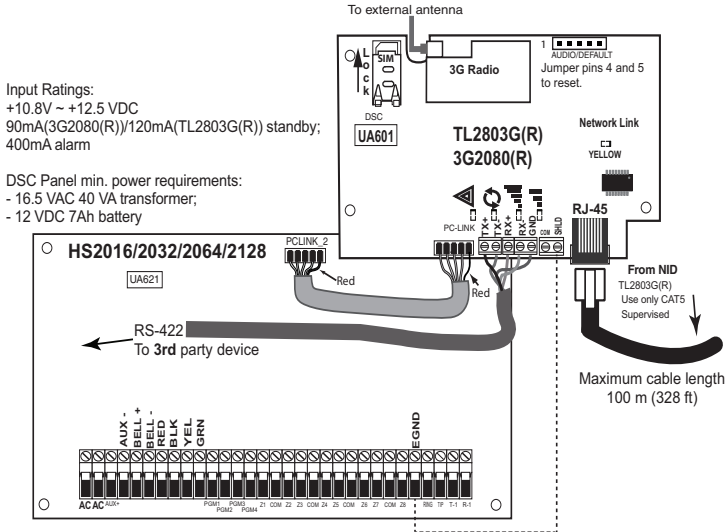 To external antenna
Input Ratings:
+10.8V ~ +12.5 VDC
90mA(3G2080(R))/120mA(TL2803G(R)) standby;
400mA alarm
DSC Panel min. power requirements:
- 16.5 VAC 40 VA transformer;
- 12 VDC 7Ah battery
Lock
SIM
3G Radio
1
AUDIO/DEFAULT
Jumper pins 4 and 5
to reset.
DSC
UA601
TL2803G(R)
3G2080(R)
Network Link
YELLOW
RJ-45
PC-LINK
TX+
TX-
RX+
RX-
GND
COM
SHLD
From NID
TL2803G(R)
Use only CAT5
Supervised
Maximum cable length
100 m (328 ft)
HS2016/2032/2064/2128
UA621
PCLINK_2
Red
Red
RS-422
To 3rd party device
AUX -
BELL +
BELL -
RED
BLK
YEL
GRN
EGND
AC AC AUX+ PGM1 PGM2 PGM3 PGM4 Z1 COM Z2 Z3 COM Z4 Z5 COM Z6 Z7 COM Z8 RNG TIP T-1 R-1